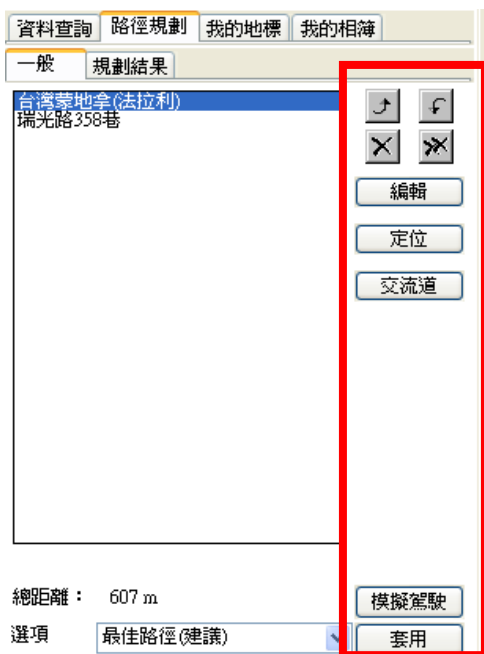 資料查詢 路徑規劃 我的地標 我的相簿
一般 規劃結果
台灣蒙地拿(法拉利)
瑞光路358巷
編輯
定位
交流道
總距離： 607 m
模擬駕駛
選項 最佳路徑(建議)
套用